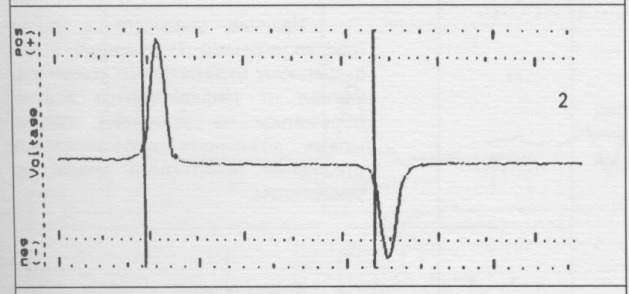 pos
(+)
2
Voltage
neg
(-)